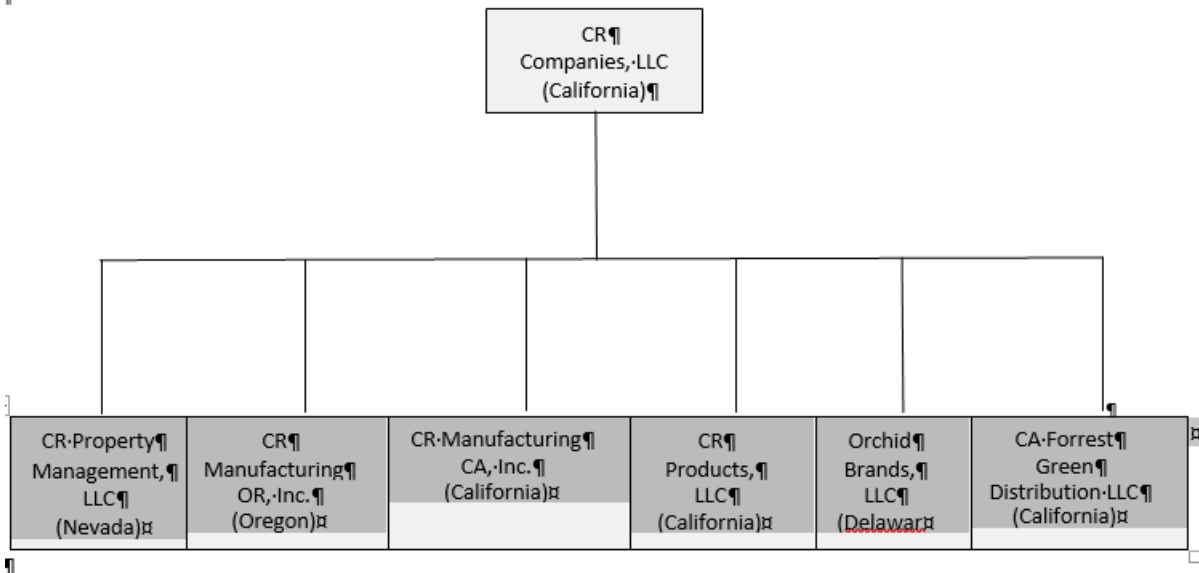 CR¶
Companies,·LLC
(California)¶
CR·Property¶
Management,¶
LLC¶
(Nevada)¤
CR¶
Manufacturing¶
OR,·Inc.¶
(Oregon)¤
CR·Manufacturing¶
CA,·Inc.¶
(California)¤
CR¶
Products,¶
LLC¶
(California)¤
Orchid¶
Brands,¶
LLC¶
(Delawar¤
CA·Forrest¶
Green¶
Distribution·LLC¶
(California)¤